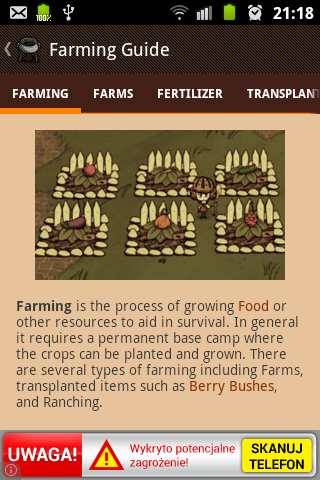 100%
21:18
Farming Guide
FARMING
FARMS
FERTILIZER
TRANSPLANT
Farming is the process of growing Food or
other resources to aid in survival. In general
it requires a permanent base camp where
the crops can be planted and grown. There
are several types of farming including Farms,
transplanted items such as Berry Bushes,
and Ranching.
UWAGA!
Wykryto potencjalne
zagrożenie!
SKANUJ
TELEFON